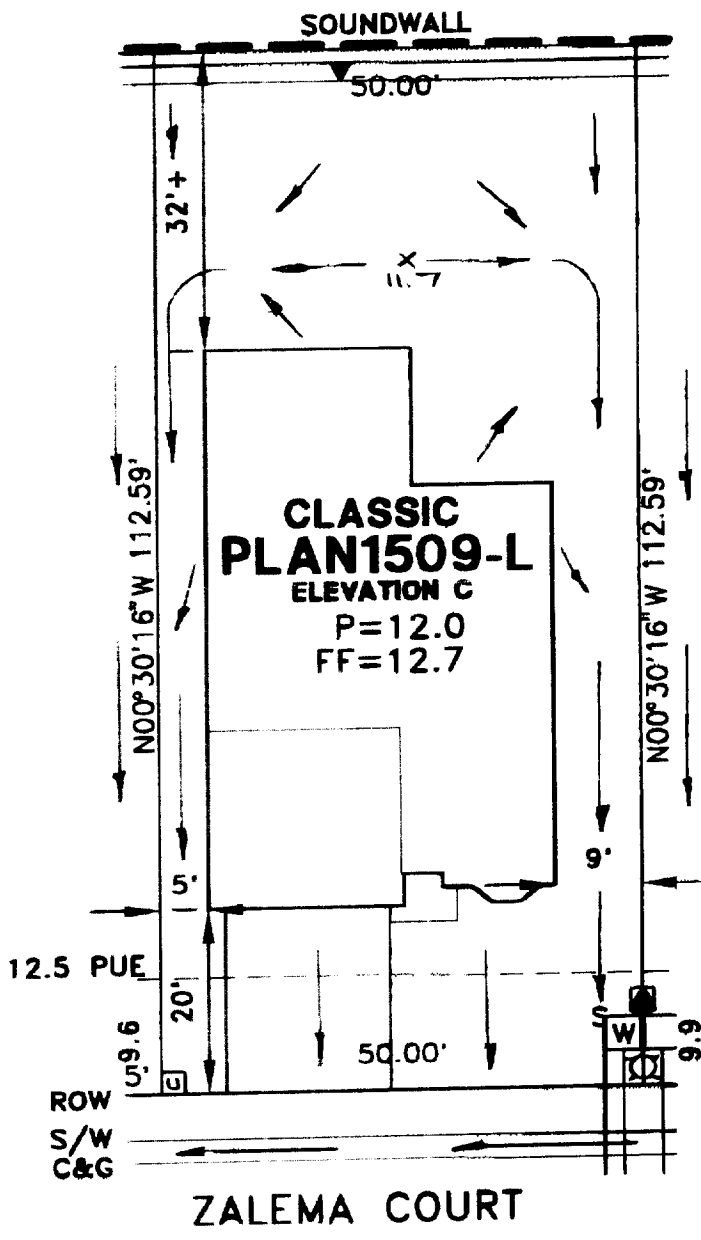 SOUNDWALL
50.00'
32'+
11.7
N00°30'16"W 112.59'
N00°30'16"W 112.59'
CLASSIC
PLAN1509-L
ELEVATION C
P=12.0
FF=12.7
9'
5'
12.5 PUE
20'
9.6
5'
50.00'
W
9.9
ROW
S/W
C&G
ZALEMA COURT